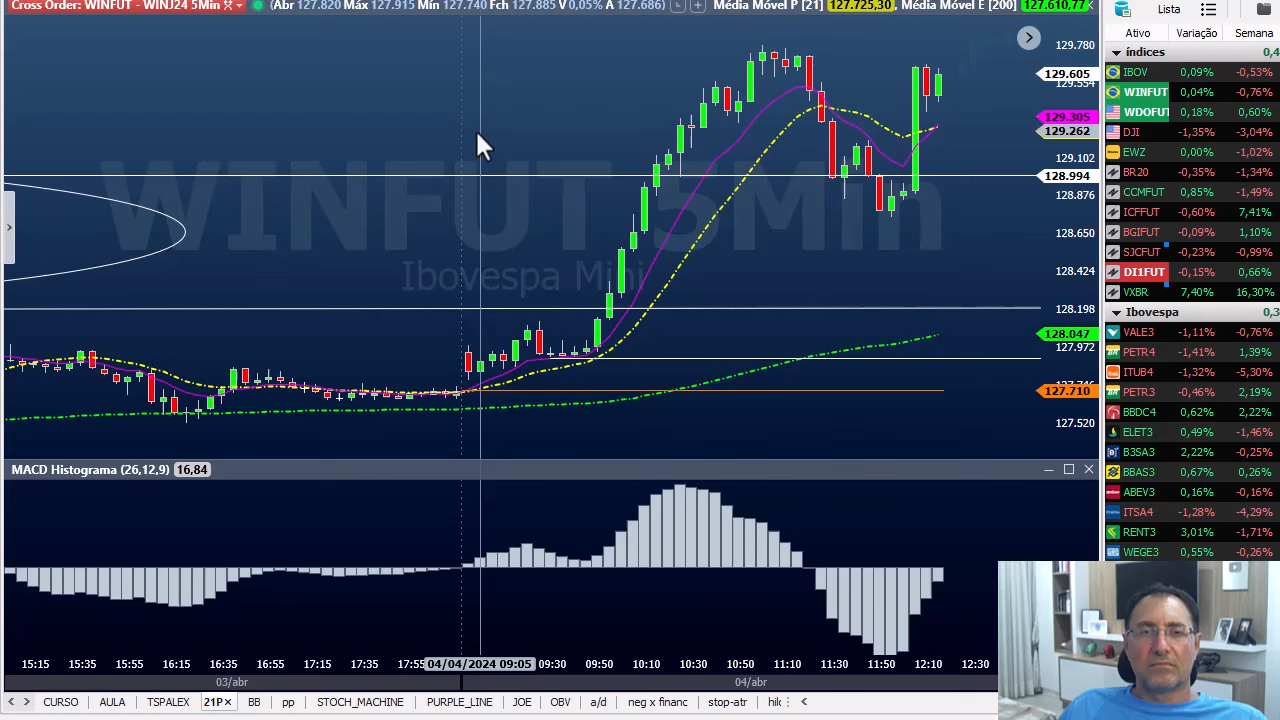 Cross Order: WINFUT - WINJ24 5Min (Abr 127.820 Máx 127.915 Mín 127.740 Fch 127.885 V 0,05% A 127.686) Média Móvel P [21] 127.725,30 Média Móvel E [200] 127.610,77
Lista
Ativo Variação Semana
índices 0,4
IBOV 0,09% -0,53%
WINFUT 0,04% -0,76%
WDOFUT 0,18% 0,60%
DJI -1,35% -3,04%
EWZ 0,00% -1,02%
BR20 -0,35% -1,34%
CCMFUT 0,85% -1,49%
ICFFUT -0,60% 7,41%
BGIFUT -0,09% 1,10%
SJCFUT -0,23% -0,99%
DI1FUT -0,15% 0,66%
VXBR 7,40% 16,30%
Ibovespa 0,3
VALE3 -1,11% -0,76%
PETR4 -1,41% 1,39%
ITUB4 -1,32% -5,30%
PETR3 -0,46% 2,19%
BBDC4 0,62% 2,22%
ELET3 0,49% -1,46%
B3SA3 2,22% -0,25%
BBAS3 0,67% 0,26%
ABEV3 0,16% -0,16%
ITSA4 -1,28% -4,29%
RENT3 3,01% -1,71%
WEGE3 0,55% -0,26%
129.780
129.605
129.554
129.305
129.262
129.102
128.994
128.876
128.650
128.424
128.198
128.047
127.972
127.710
127.520
WINFUT 5Min
Ibovespa Mini
MACD Histograma (26,12,9) 16,84
15:15 15:35 15:55 16:15 16:35 16:55 17:15 17:35 17:55 04/04/2024 09:05 09:30 09:50 10:10 10:30 10:50 11:10 11:30 11:50 12:10 12:30
03/abr 04/abr
CURSO AULA TSPALEX 21P BB pp STOCH_MACHINE PURPLE_LINE JOE OBV a/d neg x financ stop-atr hilo